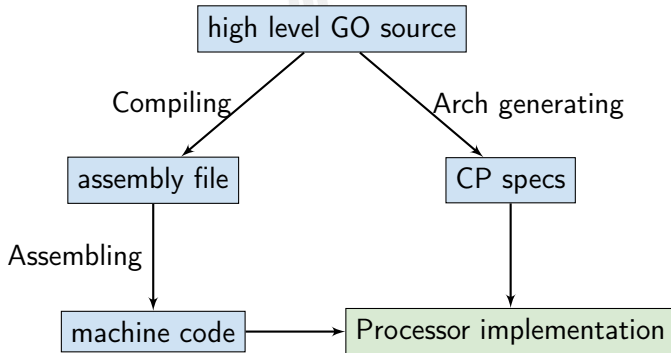 high level GO source
Compiling
Arch generating
assembly file
CP specs
Assembling
machine code
Processor implementation